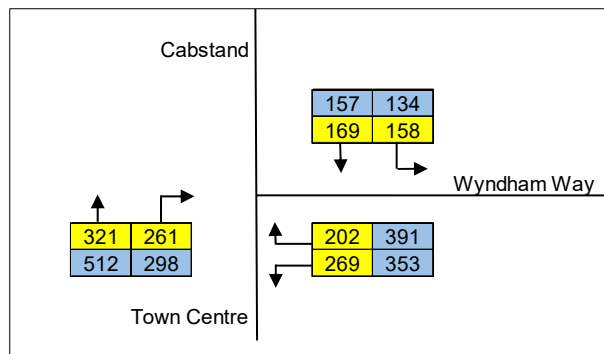 Cabstand
157 134
169 158
Wyndham Way
321 261
512 298
202 391
269 353
Town Centre